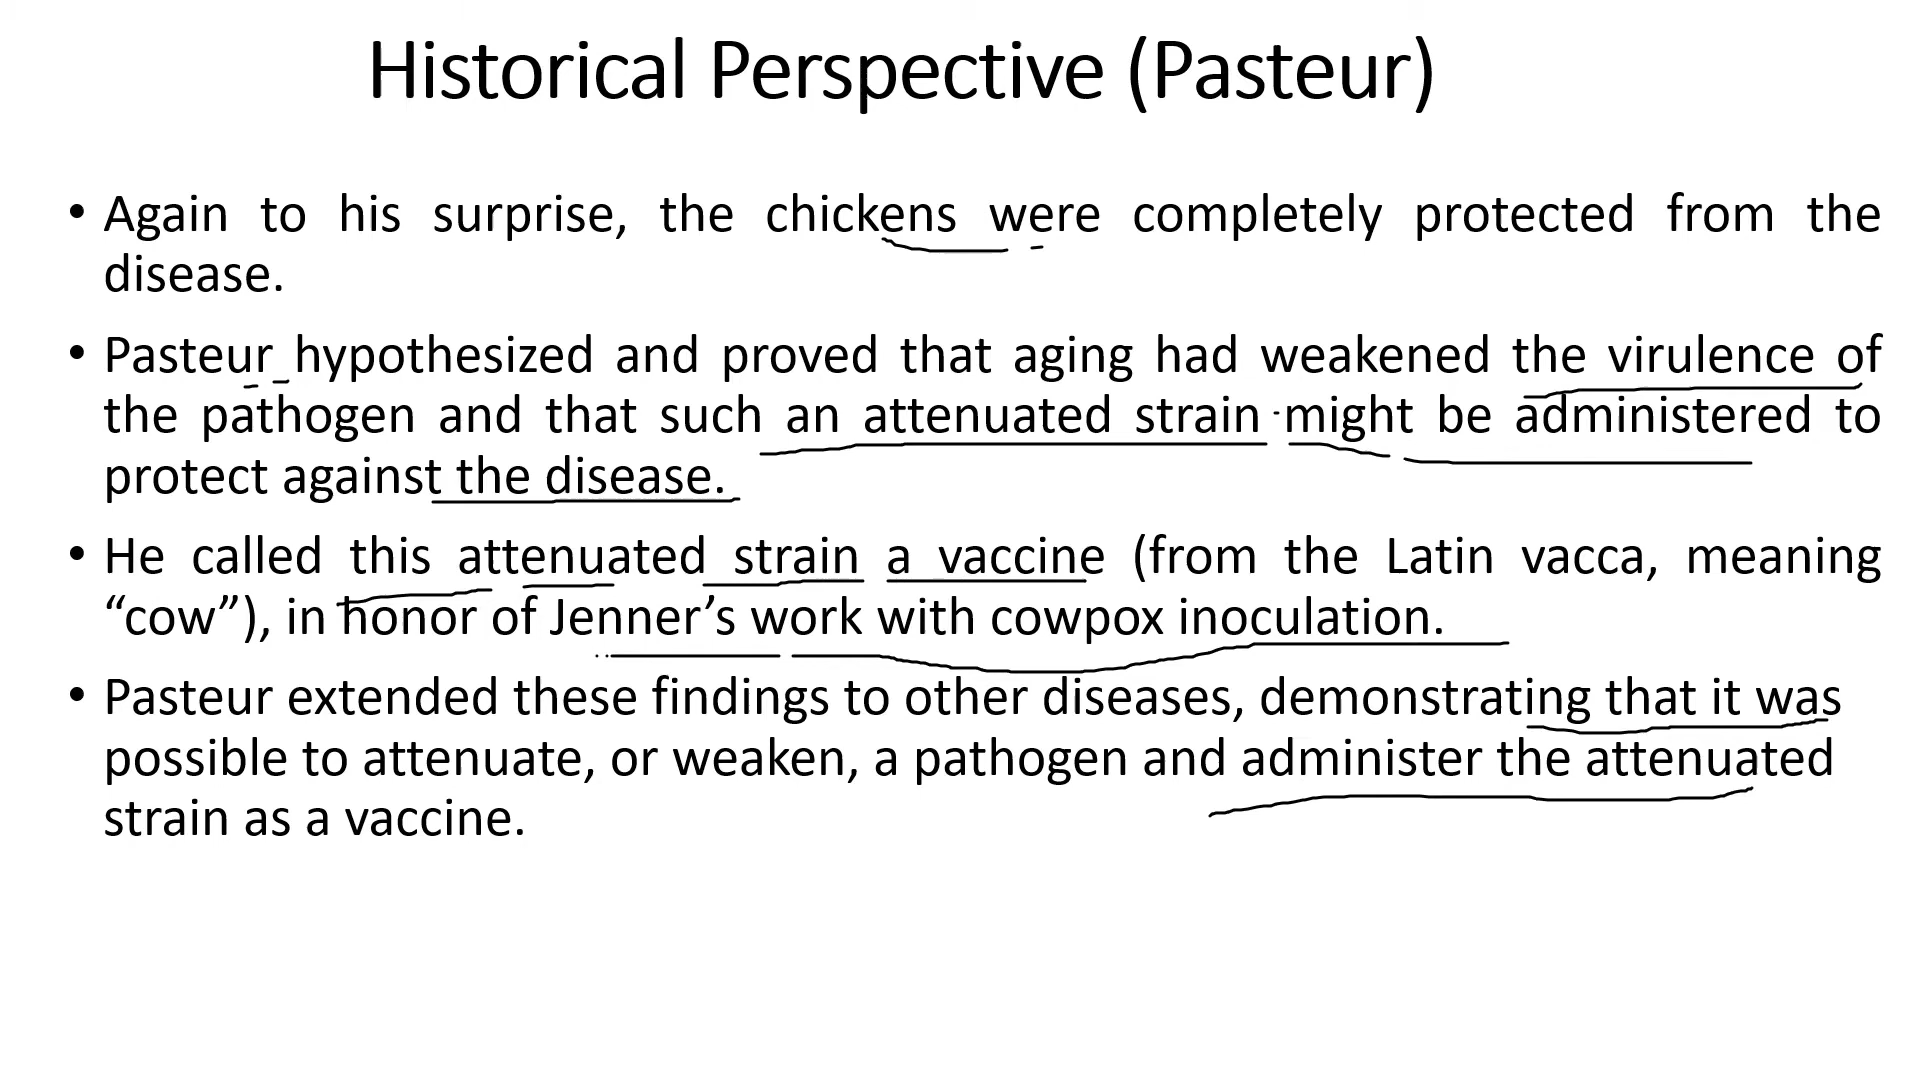 Historical Perspective (Pasteur)
• Again to his surprise, the chickens were completely protected from the
disease.
• Pasteur hypothesized and proved that aging had weakened the virulence of
the pathogen and that such an attenuated strain might be administered to
protect against the disease.
• He called this attenuated strain a vaccine (from the Latin vacca, meaning
“cow”), in honor of Jenner’s work with cowpox inoculation.
• Pasteur extended these findings to other diseases, demonstrating that it was
possible to attenuate, or weaken, a pathogen and administer the attenuated
strain as a vaccine.